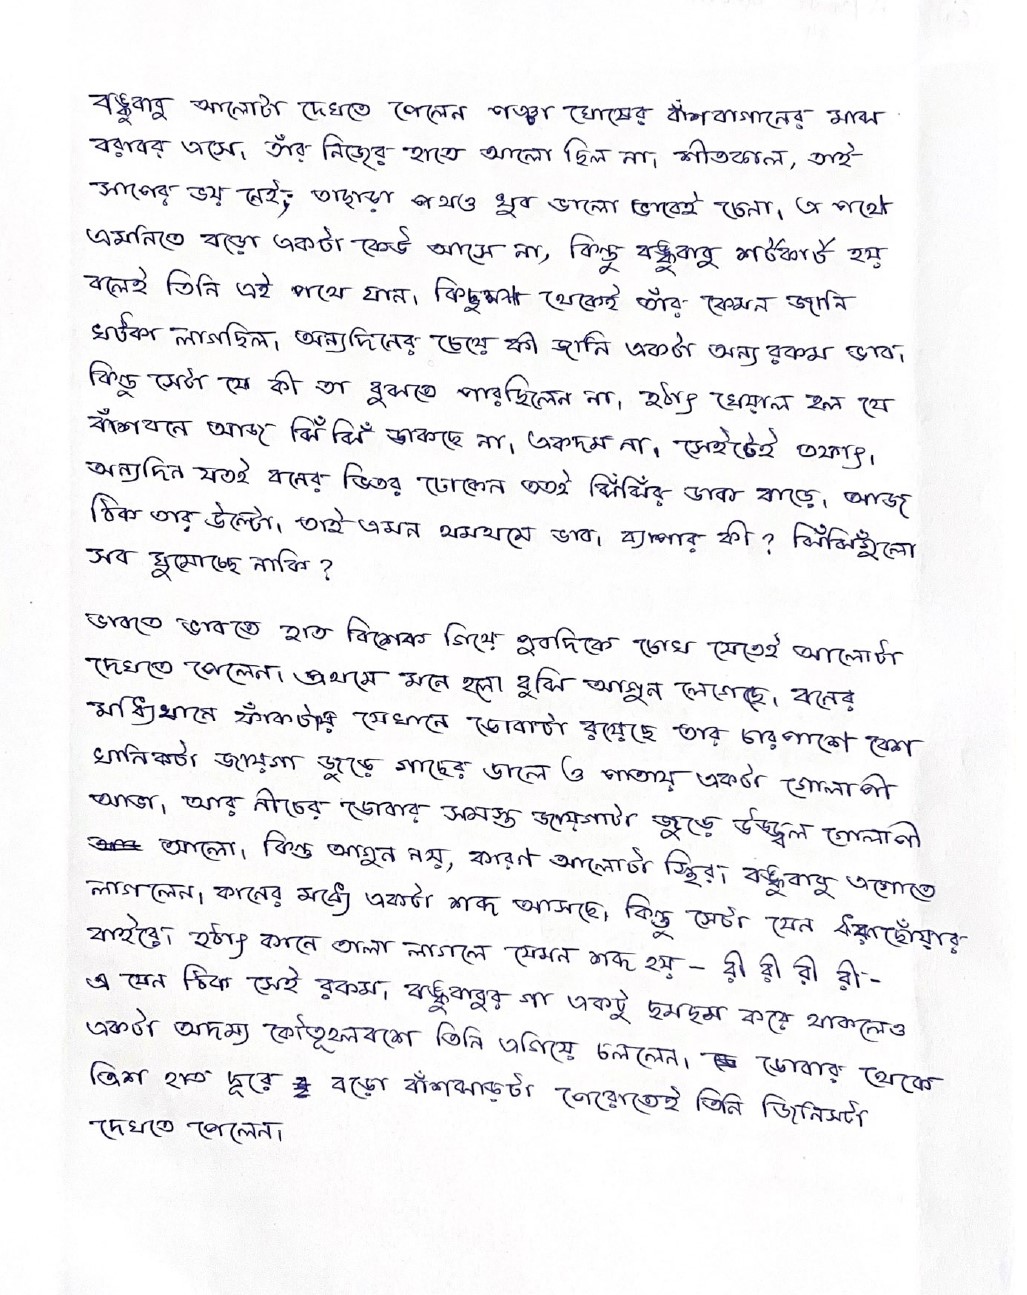 বঙ্কুবাবু আলোটা দেখতে পেলেন পঞ্চা ঘোষের বাঁশবাগানের মাঝ
বরাবর এসে। তাঁর নিজের হাতে আলো ছিল না। শীতকাল, তাই
সাপের ভয় নেই; তাছাড়া পথও খুব ভালো ভাবেই চেনা। এ পথে
এমনিতে বড়ো একটা কেউ আসে না, কিন্তু বঙ্কুবাবু শর্টকার্ট হয়
বলেই তিনি এই পথে যান। কিছুক্ষণ থেকেই তাঁর কেমন জানি
খটকা লাগছিল। অন্যদিনের চেয়ে কী জানি একটা অন্য রকম ভাব।
কিন্তু সেটা যে কী তা বুঝতে পারছিলেন না। হঠাৎ খেয়াল হল যে
বাঁশবনে আজ ঝিঁ ঝিঁ ডাকছে না। একদম না। সেইটেই তফাৎ।
অন্যদিন যতই বনের ভিতর ঢোকেন ততই ঝিঁঝিঁর ডাক বাড়ে। আজ
ঠিক তার উল্টো। তাই এমন থমথমে ভাব। ব্যাপার কী? ঝিঁঝিঁগুলো
সব ঘুমোচ্ছে নাকি?
ভাবতে ভাবতে হাত বিশেক গিয়ে পুবদিকে চোখ যেতেই আলোটা
দেখতে পেলেন। প্রথমে মনে হলো বুঝি আগুন লেগেছে। বনের
মধ্যিখানে ফাঁকটায় যেখানে ডোবাটা রয়েছে তার চারপাশে বেশ
খানিকটা জায়গা জুড়ে গাছের ডালে ও পাতায় একটা গোলাপী
আভা। আর নীচের ডোবার সমস্ত জায়গাটা জুড়ে উজ্জ্বল গোলাপী
আলো। কিন্তু আগুন নয়, কারণ আলোটা স্থির। বঙ্কুবাবু এগোতে
লাগলেন। কানের মধ্যে একটা শব্দ আসছে। কিন্তু সেটা যেন ধরাছোঁয়ার
বাইরে। হঠাৎ কানে তালা লাগলে যেমন শব্দ হয় – রী রী রী রী –
এ যেন ঠিক সেই রকম। বঙ্কুবাবুর গা একটু ছমছম করে থাকলেও
একটা অদম্য কৌতূহলবশে তিনি এগিয়ে চললেন। ডোবার থেকে
ত্রিশ হাত দূরে বড়ো বাঁশঝাড়টা পেরোতেই তিনি জিনিসটা
দেখতে পেলেন।